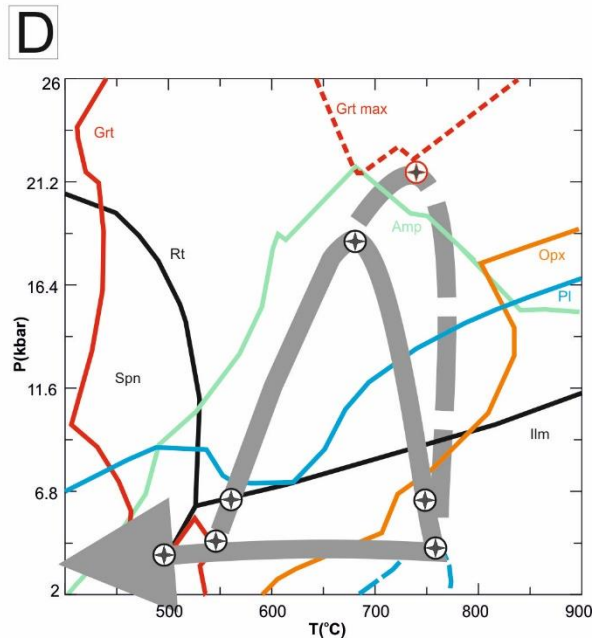 D
26
21.2
16.4
11.6
6.8
2
P(kbar)
Grt
Grt max
Rt
Amp
Opx
Pl
Spn
Ilm
500
600
700
800
900
T(°C)